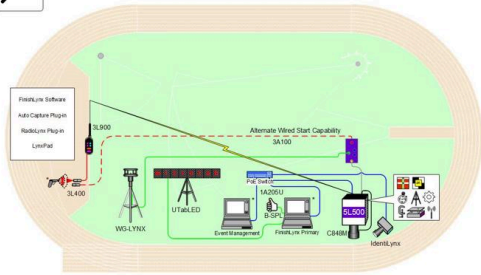 FinishLynx Software
Auto Capture Plug-in
RadioLynx Plug-in
LynxPad
3L900
3L400
Alternate Wired Start Capability
3A100
PoE Switch
1A205U
B-SPL
WG-LYNX
UTabLED
Event Management
FinishLynx Primary
5L500
C848M
IdentiLynx